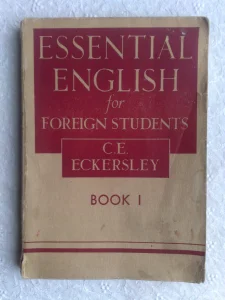 ESSENTIAL
ENGLISH
for
FOREIGN STUDENTS
C.E.
ECKERSLEY
BOOK I